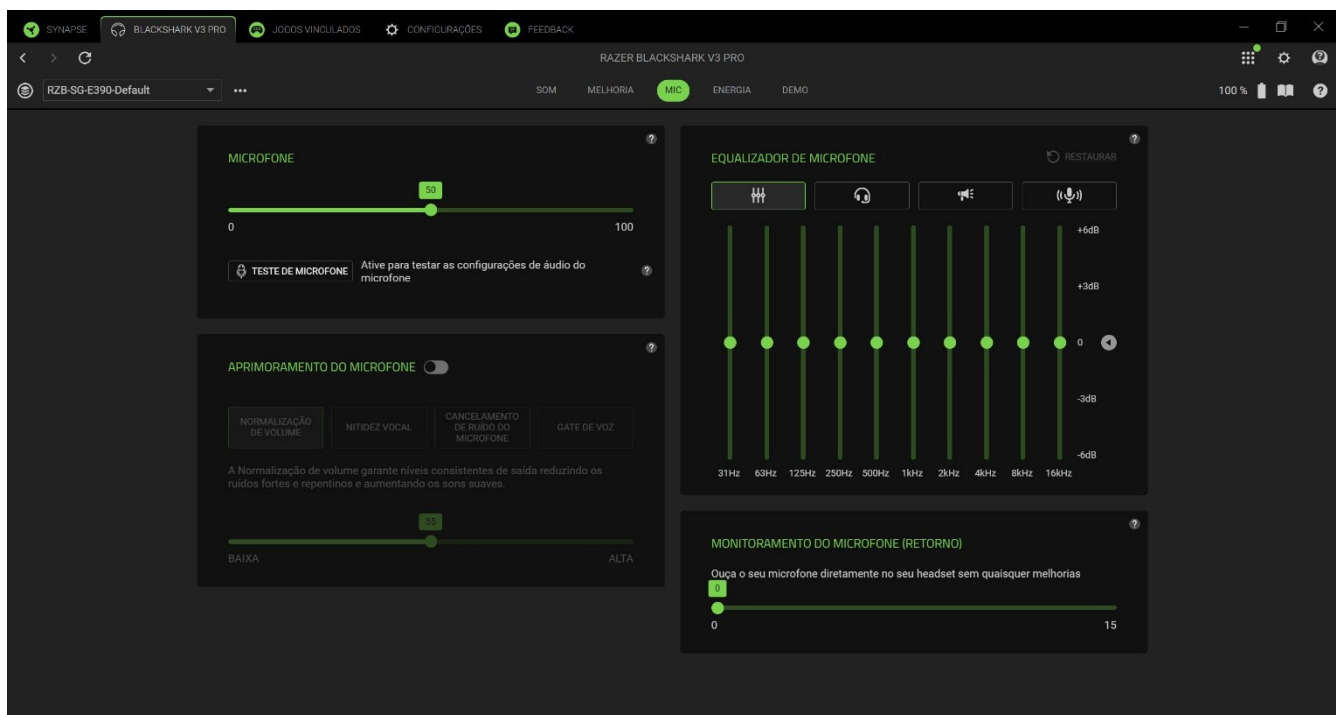 SYNAPSE
BLACKSHARK V3 PRO
JOGOS VINCULADOS
CONFIGURAÇÕES
FEEDBACK
RAZER BLACKSHARK V3 PRO
RZB-SG-E390-Default
SOM
MELHORIA
MIC
ENERGIA
DEMO
100 %
MICROFONE
50
0
100
TESTE DE MICROFONE
Ative para testar as configurações de áudio do
microfone
APRIMORAMENTO DO MICROFONE
NORMALIZAÇÃO
DE VOLUME
NITIDEZ VOCAL
CANCELAMENTO
DE RUÍDO DO
MICROFONE
GATE DE VOZ
A Normalização de volume garante níveis consistentes de saída reduzindo os
ruídos fortes e repentinos e aumentando os sons suaves.
55
BAIXA
ALTA
EQUALIZADOR DE MICROFONE
RESTAURAR
+6dB
+3dB
0
-3dB
-6dB
31Hz 63Hz 125Hz 250Hz 500Hz 1kHz 2kHz 4kHz 8kHz 16kHz
MONITORAMENTO DO MICROFONE (RETORNO)
Ouça o seu microfone diretamente no seu headset sem quaisquer melhorias
0
0
15